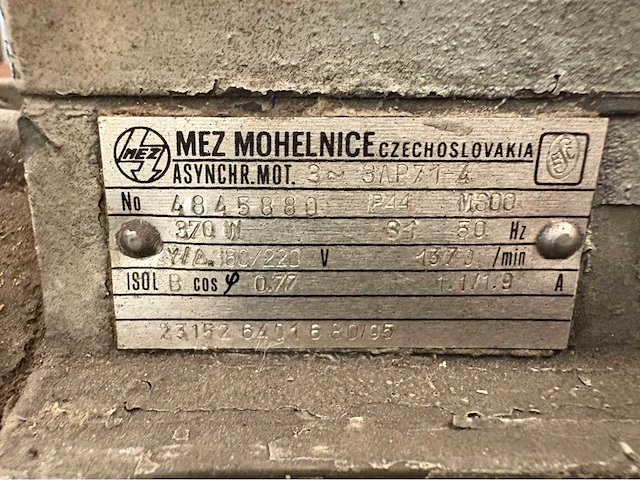 MEZ
MEZ MOHELNICE CZECHOSLOVAKIA
ASYNCHR. MOT. 3~ 3AP71-4
No 4845880 IP44 M300
370 W S1 50 Hz
Y/Δ 380/220 V 1370 /min
ISOL B cos φ 0.77 1.1/1.9 A
23152 6401 6 80/95